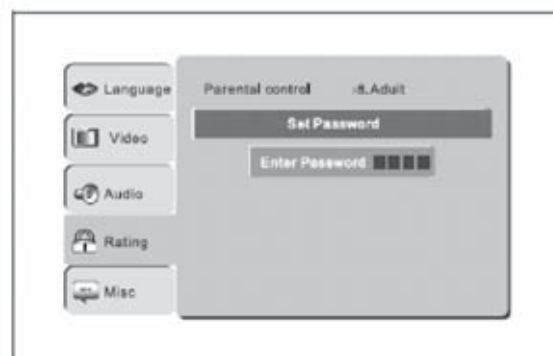 Language
Video
Audio
Rating
Misc
Parental control -8.Adult
Set Password
Enter Password